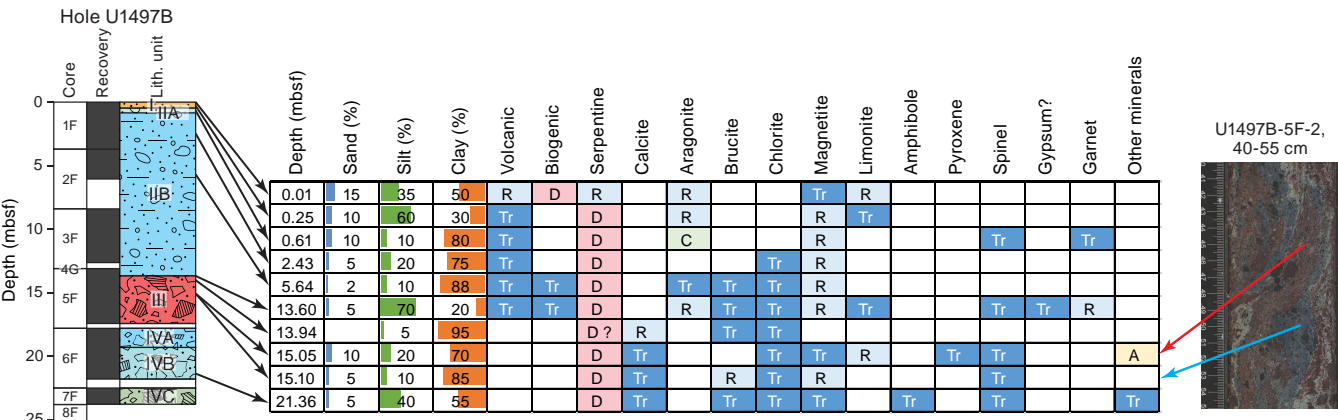 Hole U1497B
Core Recovery Lith. unit
Depth (mbsf)
0
5
10
15
20
25
1F
2F
3F
4G
5F
6F
7F
8F
I
IIA
IIB
III
IVA
IVB
IVC
Depth (mbsf) Sand (%) Silt (%) Clay (%) Volcanic Biogenic Serpentine Calcite Aragonite Brucite Chlorite Magnetite Limonite Amphibole Pyroxene Spinel Gypsum? Garnet Other minerals
0.01 15 35 50 R D R R Tr R
0.25 10 60 30 Tr D R R Tr
0.61 10 10 80 Tr D C R Tr Tr
2.43 5 20 75 Tr D Tr R
5.64 2 10 88 Tr Tr D Tr Tr Tr R
13.60 5 70 20 Tr Tr D R Tr Tr R Tr Tr Tr R
13.94 5 95 D ? R Tr Tr
15.05 10 20 70 D Tr Tr Tr R Tr Tr A
15.10 5 10 85 D Tr R Tr R Tr
21.36 5 40 55 D Tr Tr Tr Tr Tr Tr Tr
U1497B-5F-2,
40-55 cm